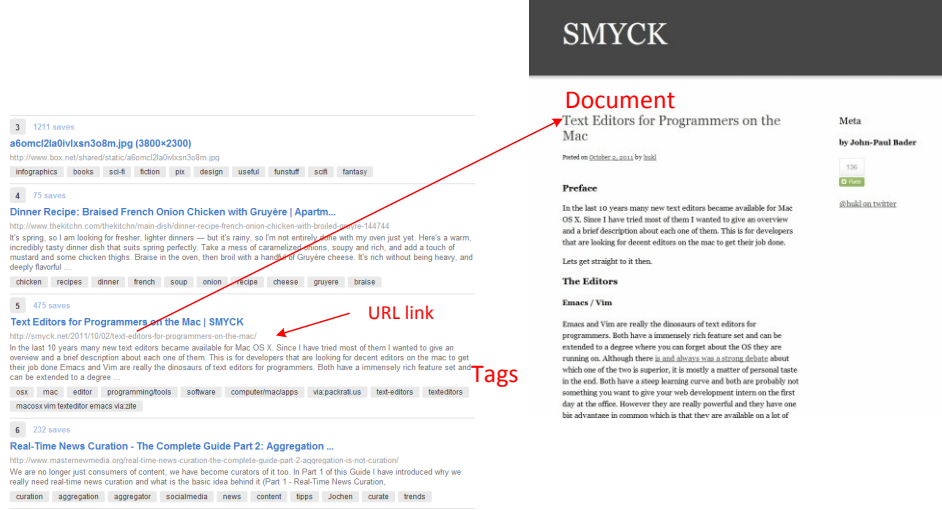 3 1211 saves
a6omcl2la0ivlxsn3o8m.jpg (3800×2300)
http://www.box.net/shared/static/a6omcl2la0ivlxsn3o8m.jpg
infographics books sci-fi fiction pix design useful funstuff scifi fantasy
4 75 saves
Dinner Recipe: Braised French Onion Chicken with Gruyère | Apartm...
http://www.thekitchn.com/thekitchn/main-dish/dinner-recipe-french-onion-chicken-with-broiled-gruyre-144744
It's spring, so I am looking for fresher, lighter dinners — but it's rainy, so I'm not entirely done with my oven just yet. Here's a warm,
incredibly tasty dinner dish that suits spring perfectly. Take a mess of caramelized onions, soupy and rich, and add a touch of
mustard and some chicken thighs. Braise in the oven, then broil with a handful of Gruyère cheese. It's rich without being heavy, and
deeply flavorful ...
chicken recipes dinner french soup onion recipe cheese gruyere braise
5 475 saves
Text Editors for Programmers on the Mac | SMYCK
http://smyck.net/2011/10/02/text-editors-for-programmers-on-the-mac/
In the last 10 years many new text editors became available for Mac OS X. Since I have tried most of them I wanted to give an
overview and a brief description about each one of them. This is for developers that are looking for decent editors on the mac to get
their job done.Emacs and Vim are really the dinosaurs of text editors for programmers. Both have a immensely rich feature set and
can be extended to a degree ...
osx mac editor programming/tools software computer/mac/apps via:packrati.us text-editors texteditors
macosx vim texteditor emacs via:zite
6 232 saves
Real-Time News Curation - The Complete Guide Part 2: Aggregation ...
http://www.masternewmedia.org/real-time-news-curation-the-complete-guide-part-2-aggregation-is-not-curation/
We are no longer just consumers of content, we have become curators of it too. In Part 1 of this Guide I have introduced why we
really need real-time news curation and what is the basic idea behind it (Part 1 - Real-Time News Curation,
curation aggregation aggregator socialmedia news content tipps Jochen curate trends
URL link
Tags
SMYCK
Document
Text Editors for Programmers on the
Mac
Posted on October 2, 2011 by hukl
Preface
In the last 10 years many new text editors became available for Mac
OS X. Since I have tried most of them I wanted to give an overview
and a brief description about each one of them. This is for developers
that are looking for decent editors on the mac to get their job done.
Lets get straight to it then.
The Editors
Emacs / Vim
Emacs and Vim are really the dinosaurs of text editors for
programmers. Both have an immensely rich feature set and can be
extended to a degree where you can forget about the OS they are
running on. Although there is and always was a strong debate about
which one of the two is superior, it is mostly a matter of personal taste
in the end. Both have a steep learning curve and both are probably not
something you want to give your web development intern on the first
day at the office. However they are really powerful and they have one
big advantage in common which is that they are available on a lot of
Meta
by John-Paul Bader
136
@hukl on twitter